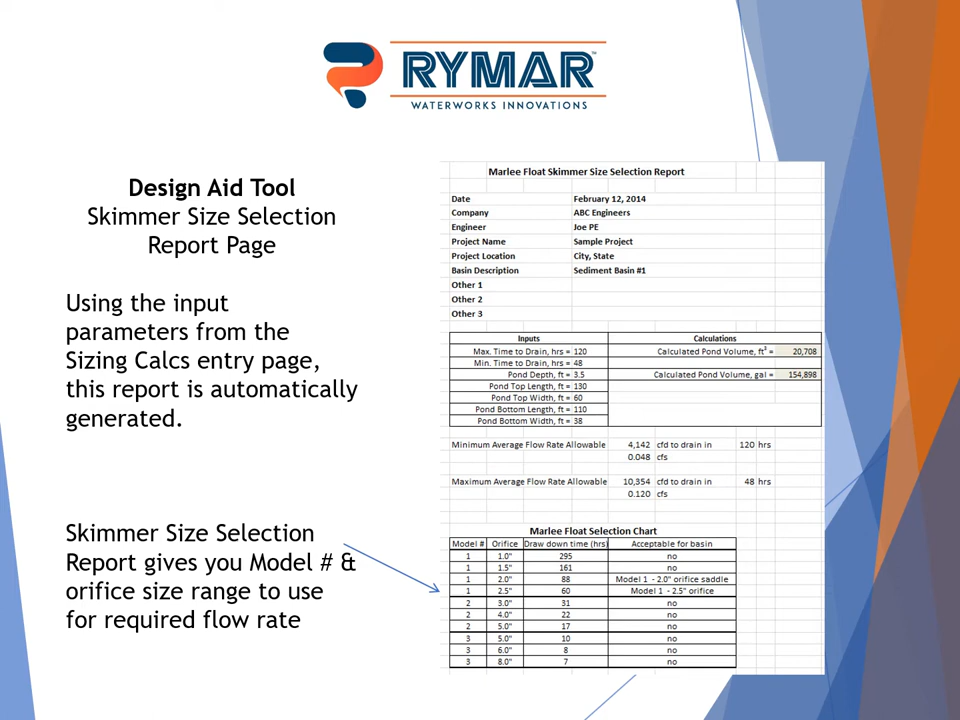 RYMAR™
WATERWORKS INNOVATIONS
Design Aid Tool
Skimmer Size Selection
Report Page
Using the input
parameters from the
Sizing Calcs entry page,
this report is automatically
generated.
Skimmer Size Selection
Report gives you Model # &
orifice size range to use
for required flow rate
Marlee Float Skimmer Size Selection Report
Date February 12, 2014
Company ABC Engineers
Engineer Joe PE
Project Name Sample Project
Project Location City, State
Basin Description Sediment Basin #1
Other 1
Other 2
Other 3
Inputs Calculations
Max. Time to Drain, hrs = 120 Calculated Pond Volume, ft³ = 20,708
Min. Time to Drain, hrs = 48
Pond Depth, ft = 3.5 Calculated Pond Volume, gal = 154,898
Pond Top Length, ft = 130
Pond Top Width, ft = 60
Pond Bottom Length, ft = 110
Pond Bottom Width, ft = 38
Minimum Average Flow Rate Allowable 4,142 cfd to drain in 120 hrs
0.048 cfs
Maximum Average Flow Rate Allowable 10,354 cfd to drain in 48 hrs
0.120 cfs
Marlee Float Selection Chart
Model # Orifice Draw down time (hrs) Acceptable for basin
1 1.0" 295 no
1 1.5" 161 no
1 2.0" 88 Model 1 - 2.0" orifice saddle
1 2.5" 60 Model 1 - 2.5" orifice
2 3.0" 31 no
2 4.0" 22 no
2 5.0" 17 no
3 5.0" 10 no
3 6.0" 8 no
3 8.0" 7 no